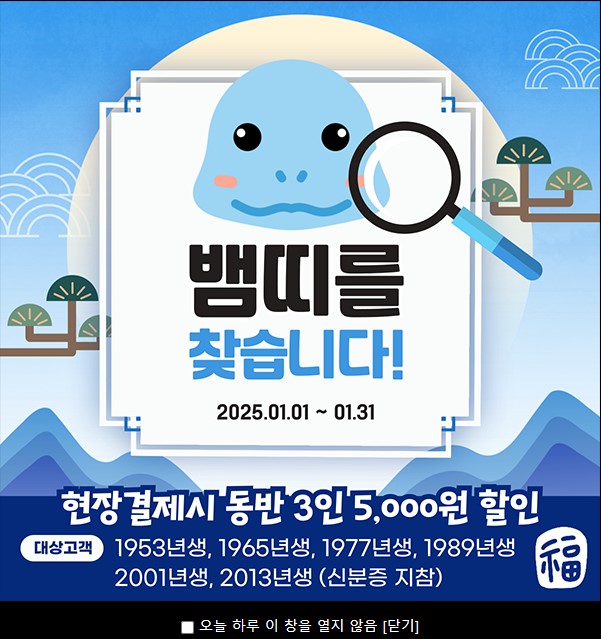 뱀띠를
찾습니다!
2025.01.01 ~ 01.31
현장결제시 동반 3인 5,000원 할인
대상고객 1953년생, 1965년생, 1977년생, 1989년생
2001년생, 2013년생 (신분증 지참)
福
오늘 하루 이 창을 열지 않음 [닫기]